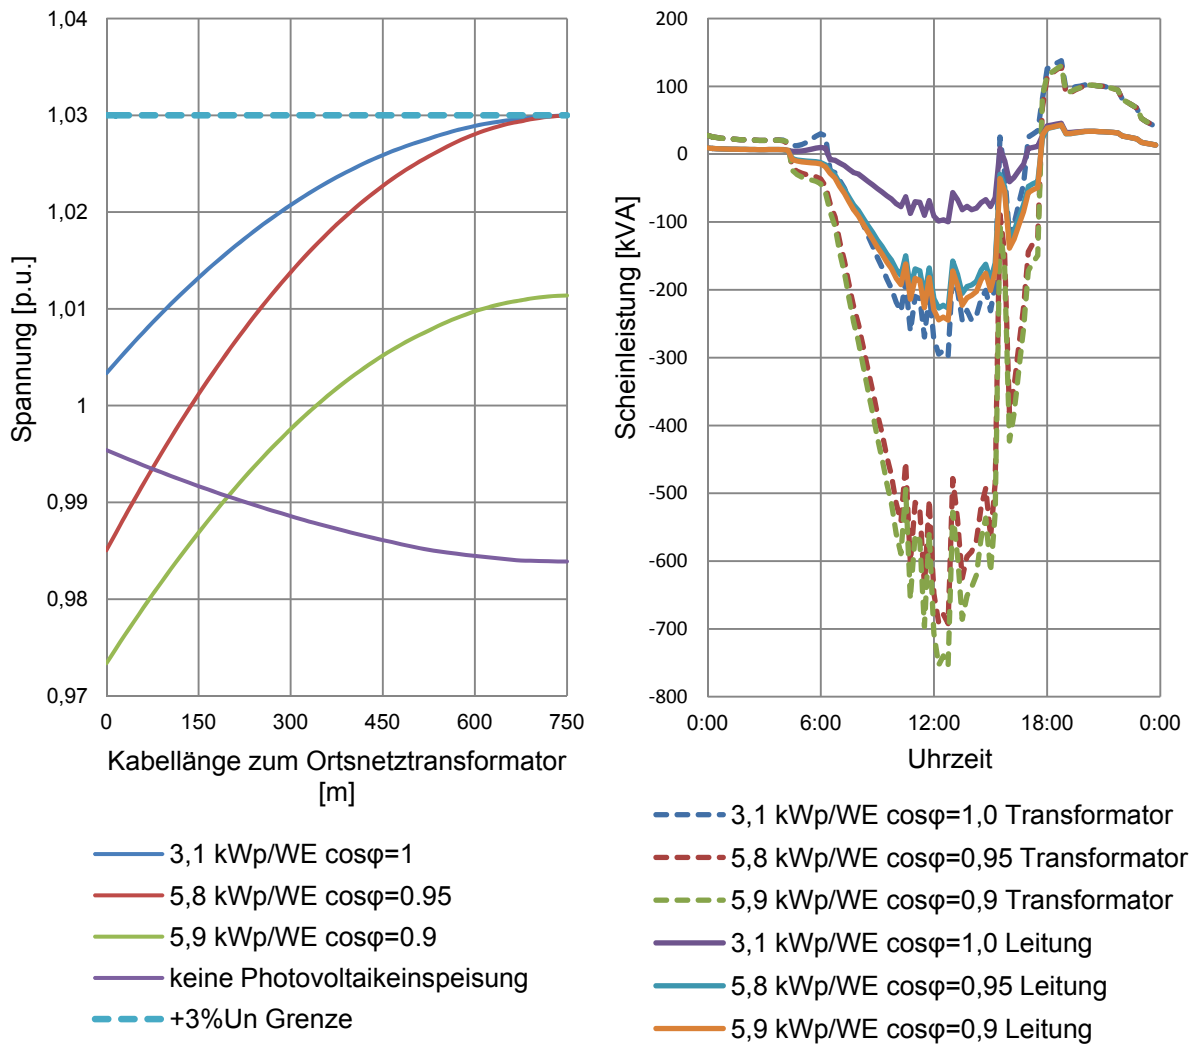 1,04
1,03
1,02
1,01
1
0,99
0,98
0,97
Spannung [p.u.]
0
150
300
450
600
750
Kabellänge zum Ortsnetztransformator
[m]
3,1 kWp/WE cosφ=1
5,8 kWp/WE cosφ=0.95
5,9 kWp/WE cosφ=0.9
keine Photovoltaikeinspeisung
+3%Un Grenze
200
100
0
-100
-200
-300
-400
-500
-600
-700
-800
Scheinleistung [kVA]
0:00
6:00
12:00
18:00
0:00
Uhrzeit
3,1 kWp/WE cosφ=1,0 Transformator
5,8 kWp/WE cosφ=0,95 Transformator
5,9 kWp/WE cosφ=0,9 Transformator
3,1 kWp/WE cosφ=1,0 Leitung
5,8 kWp/WE cosφ=0,95 Leitung
5,9 kWp/WE cosφ=0,9 Leitung